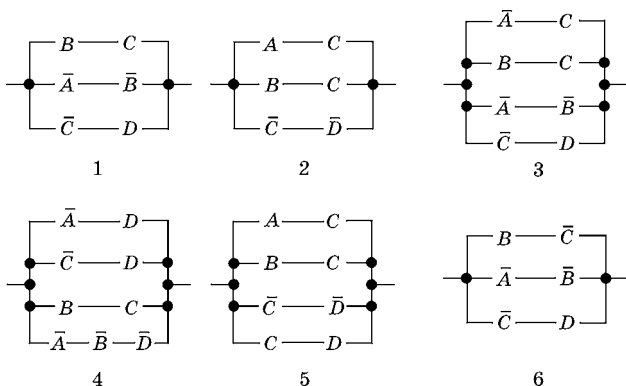 B C
Ā B̄
C̄ D
1
A C
B C
C̄ D̄
2
Ā C
B C
Ā B̄
C̄ D
3
Ā D
C̄ D
B C
Ā B̄ D̄
4
A C
B C
C̄ D̄
C D
5
B C̄
Ā B̄
C̄ D
6